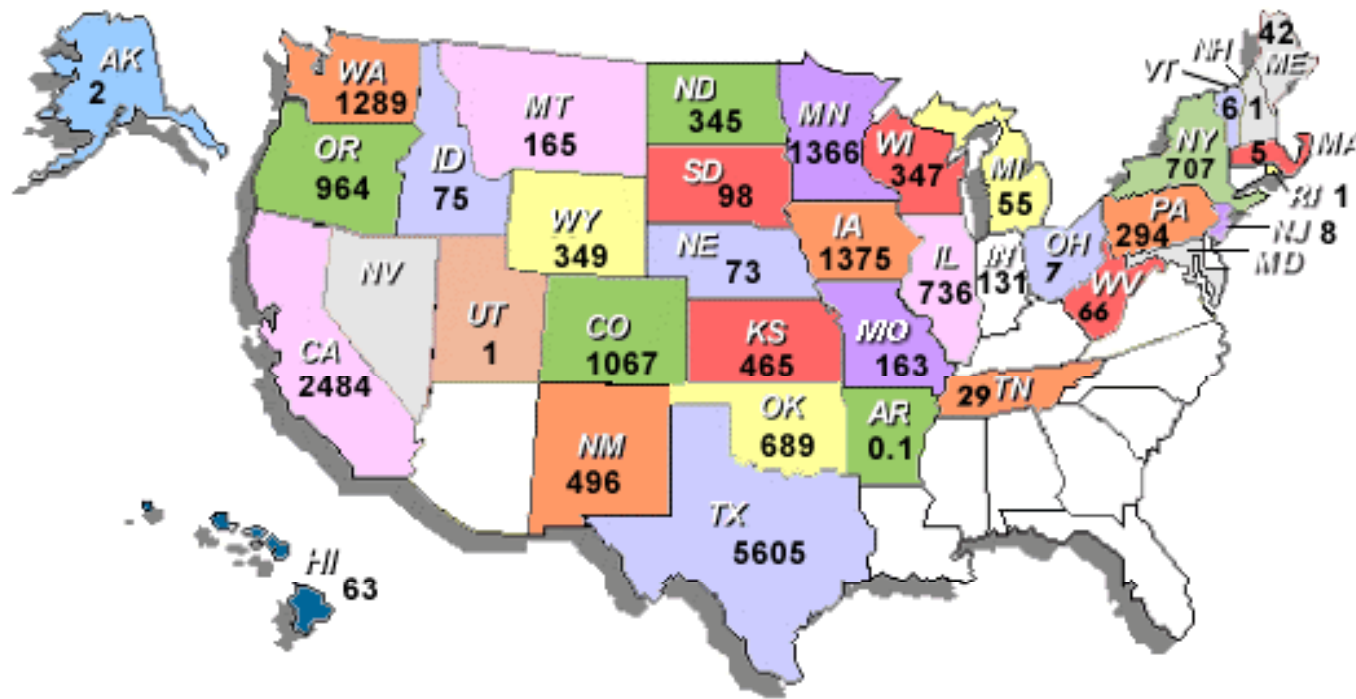 AK
2
WA
1289
OR
964
CA
2484
NV
ID
75
MT
165
WY
349
UT
1
CO
1067
NM
496
ND
345
SD
98
NE
73
KS
465
OK
689
TX
5605
MN
1366
IA
1375
MO
163
AR
0.1
WI
347
IL
736
MI
55
IN
131
OH
7
WV
66
29 TN
PA
294
NY
707
VT
6
NH
1
42
ME
MA
5
RI 1
NJ 8
MD
HI
63